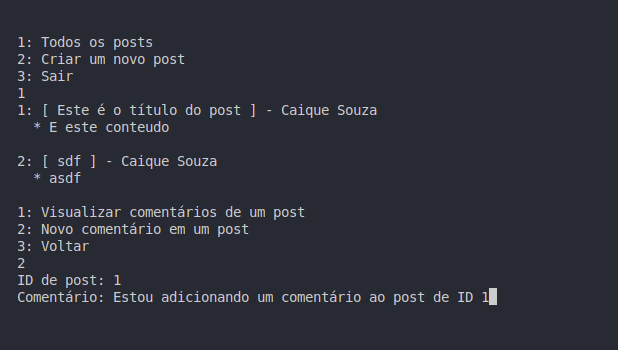 1: Todos os posts
2: Criar um novo post
3: Sair
1
1: [ Este é o título do post ] - Caique Souza
  * E este conteudo

2: [ sdf ] - Caique Souza
  * asdf

1: Visualizar comentários de um post
2: Novo comentário em um post
3: Voltar
2
ID de post: 1
Comentário: Estou adicionando um comentário ao post de ID 1